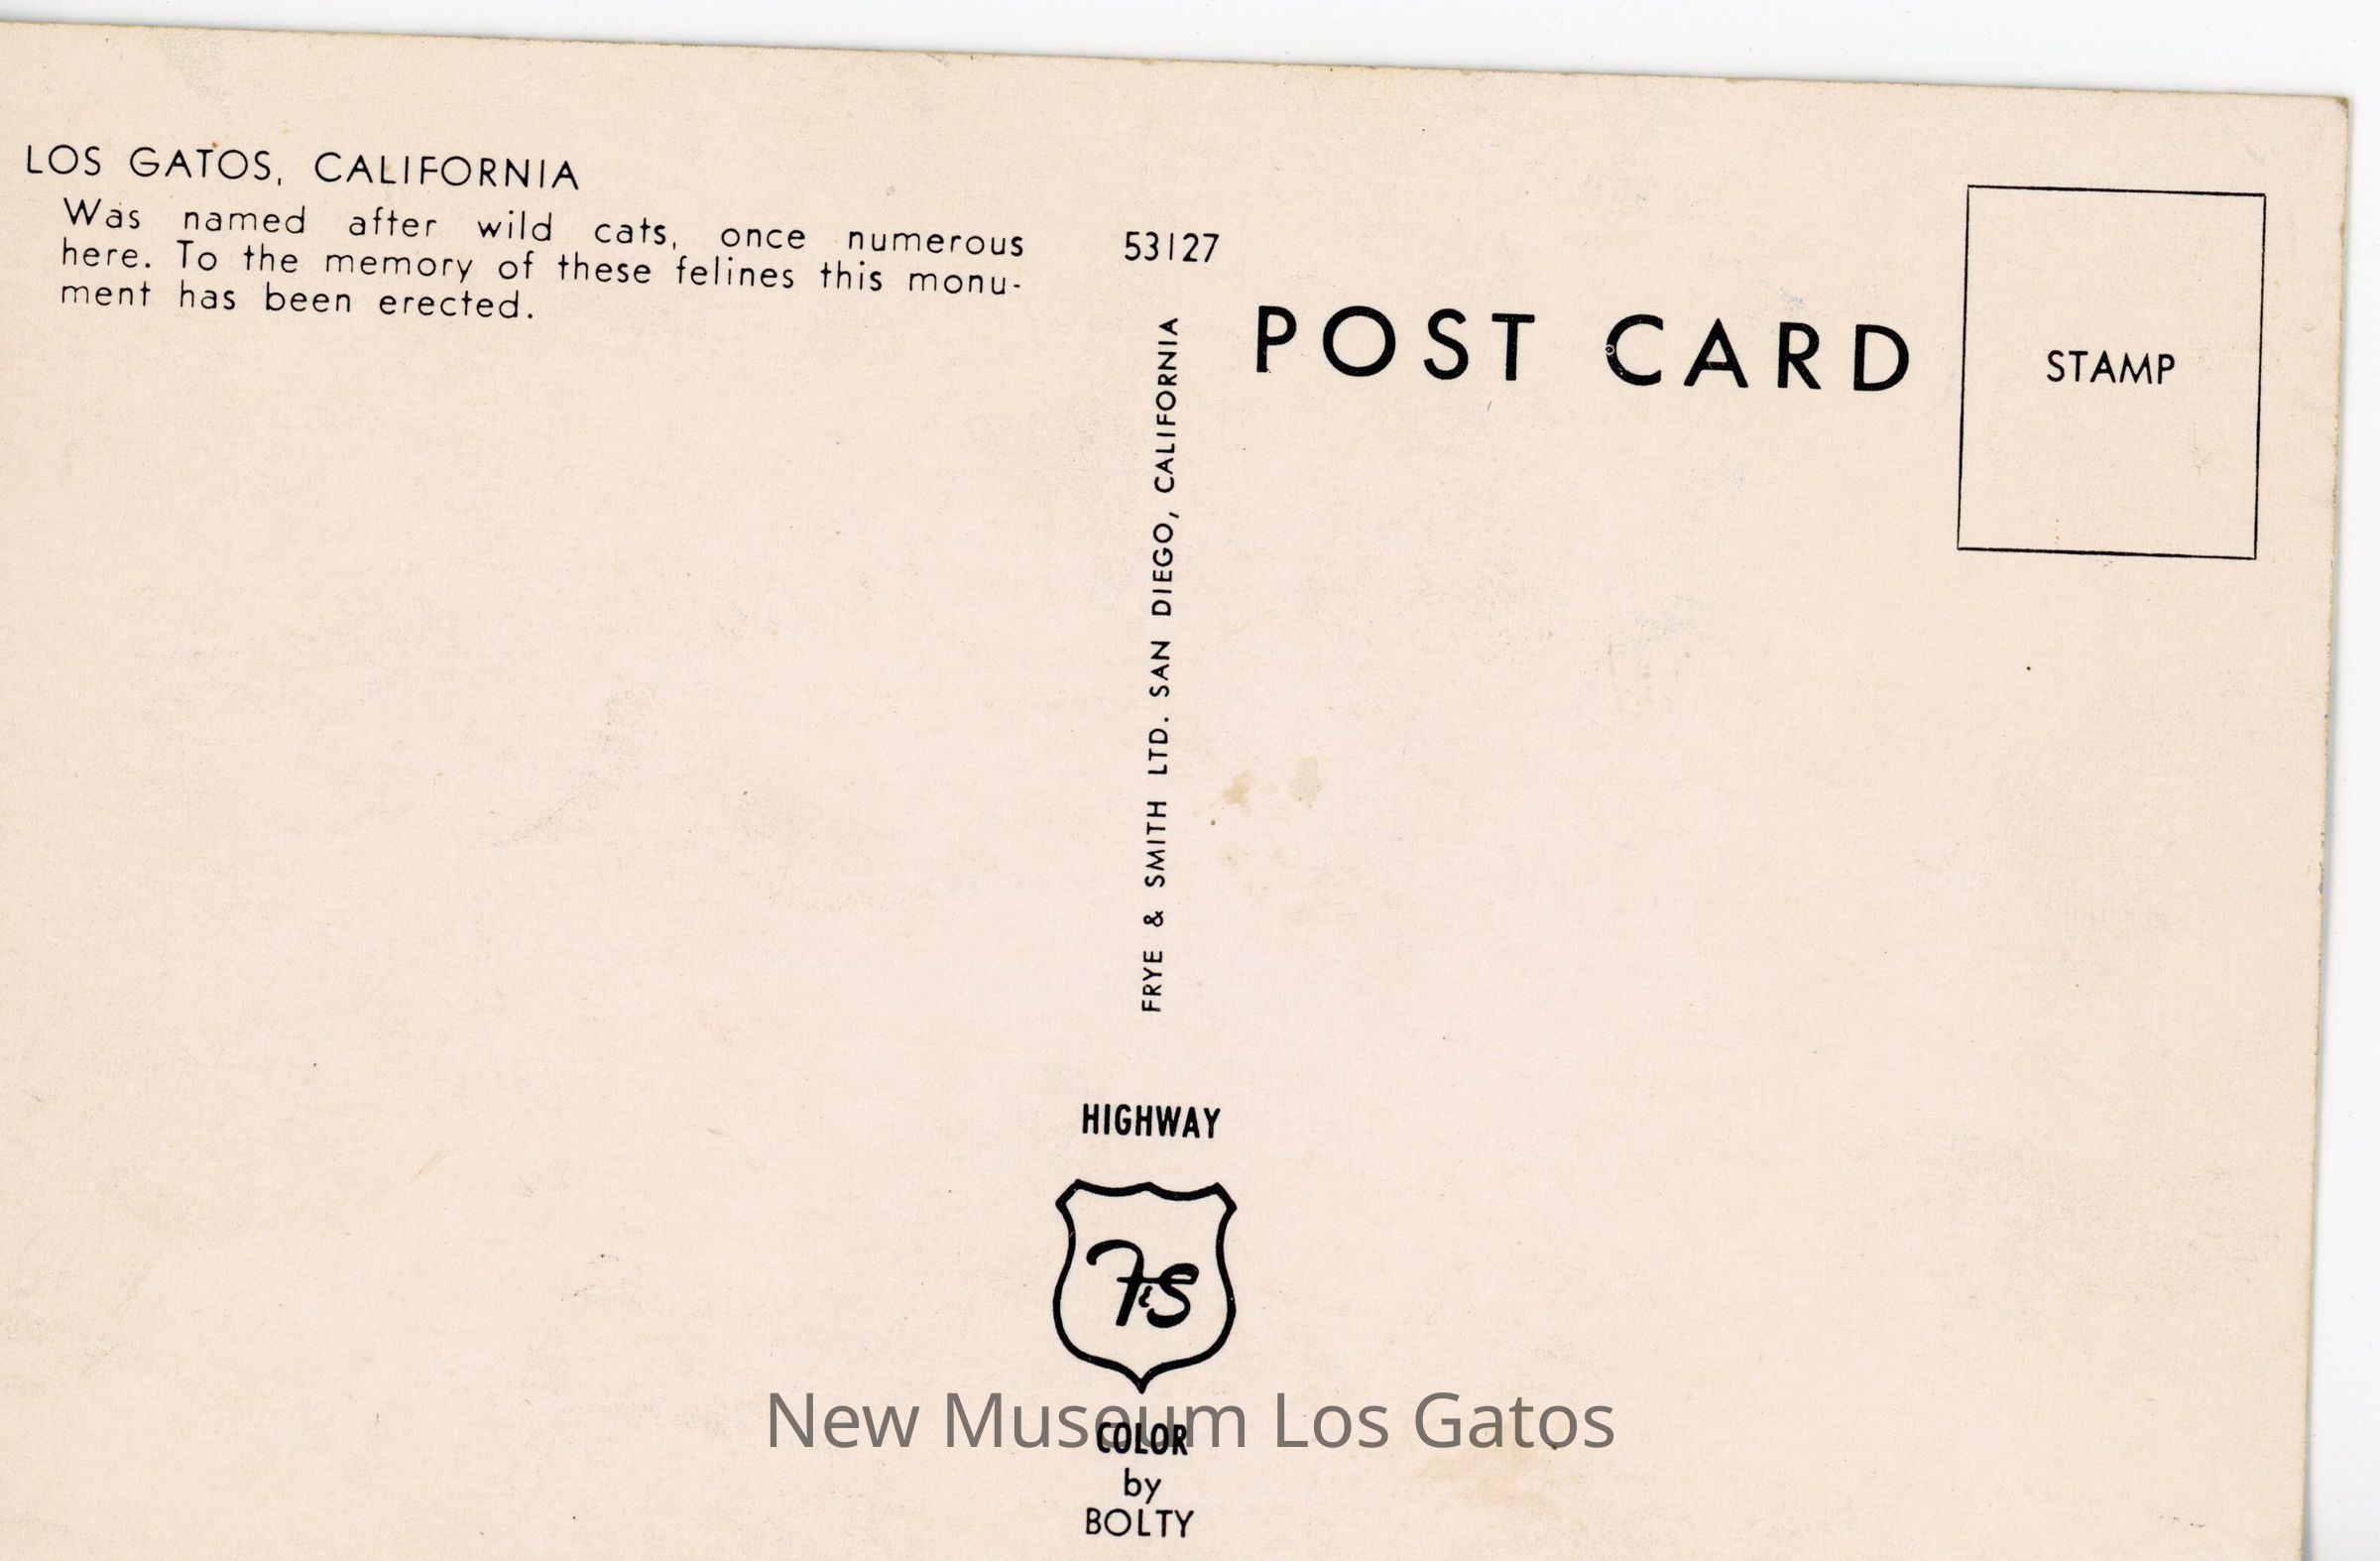 LOS GATOS, CALIFORNIA
Was named after wild cats, once numerous
here. To the memory of these felines this monu-
ment has been erected.
53127
POST CARD
STAMP
FRYE & SMITH LTD. SAN DIEGO, CALIFORNIA
HIGHWAY
F&S
New Museum Los Gatos
COLOR
by
BOLTY